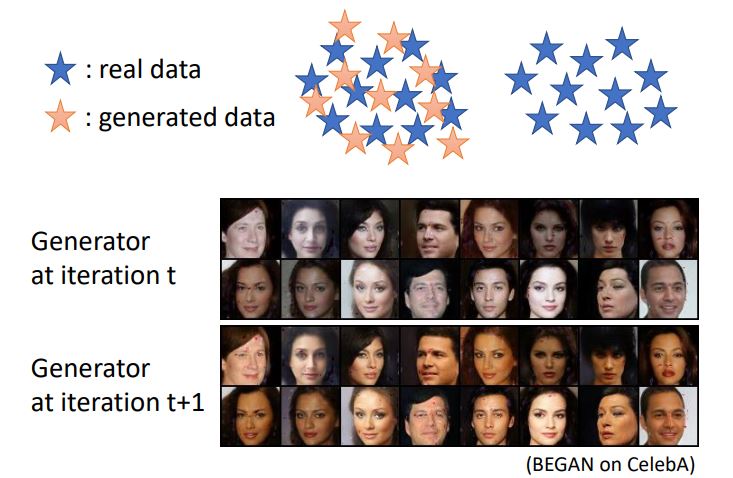 : real data
: generated data
Generator
at iteration t
Generator
at iteration t+1
(BEGAN on CelebA)